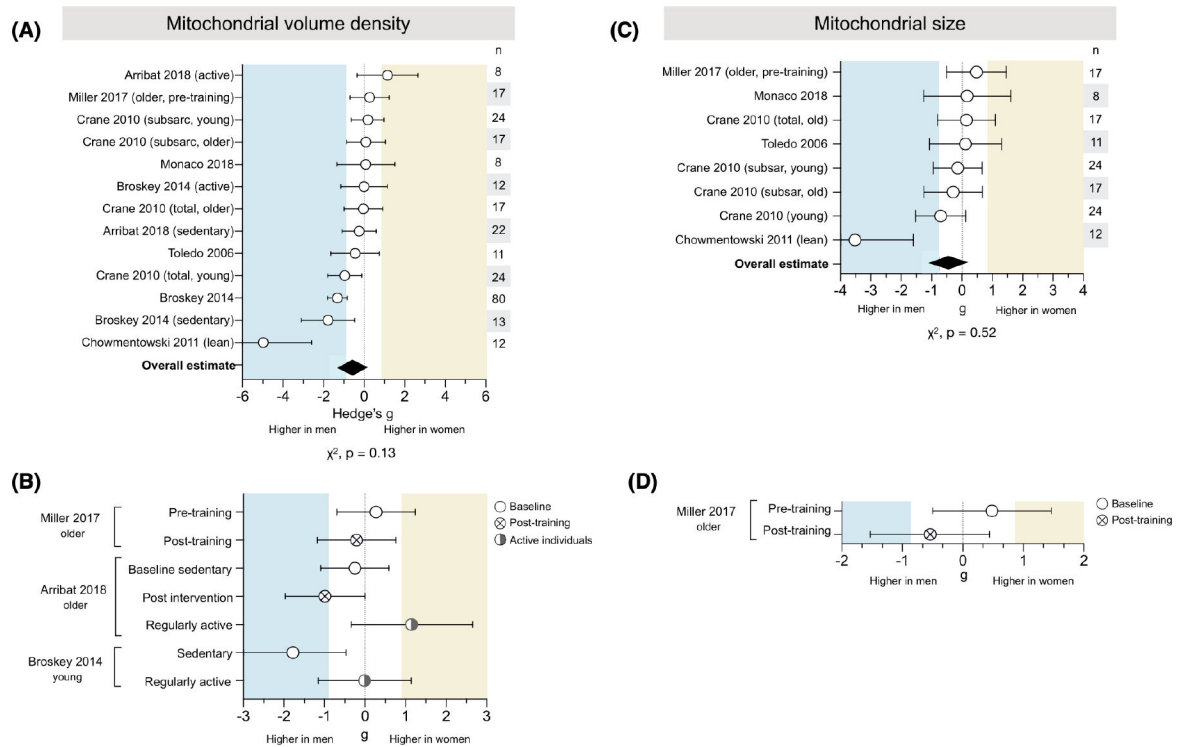 (A)
Mitochondrial volume density
n
Arribat 2018 (active) 8
Miller 2017 (older, pre-training) 17
Crane 2010 (subsarc, young) 24
Crane 2010 (subsarc, older) 17
Monaco 2018 8
Broskey 2014 (active) 12
Crane 2010 (total, older) 17
Arribat 2018 (sedentary) 22
Toledo 2006 11
Crane 2010 (total, young) 24
Broskey 2014 80
Broskey 2014 (sedentary) 13
Chowmentowski 2011 (lean) 12
Overall estimate
-6 -4 -2 0 2 4 6
Hedge's g
Higher in men Higher in women
χ², p = 0.13
(C)
Mitochondrial size
n
Miller 2017 (older, pre-training) 17
Monaco 2018 8
Crane 2010 (total, old) 17
Toledo 2006 11
Crane 2010 (subsar, young) 24
Crane 2010 (subsar, old) 17
Crane 2010 (young) 24
Chowmentowski 2011 (lean) 12
Overall estimate
-4 -3 -2 -1 0 1 2 3 4
Higher in men g Higher in women
χ², p = 0.52
(B)
Miller 2017
older
Pre-training
Post-training
Arribat 2018
older
Baseline sedentary
Post intervention
Regularly active
Broskey 2014
young
Sedentary
Regularly active
-3 -2 -1 0 1 2 3
Higher in men g Higher in women
Baseline
Post-training
Active individuals
(D)
Miller 2017
older
Pre-training
Post-training
-2 -1 0 1 2
Higher in men g Higher in women
Baseline
Post-training